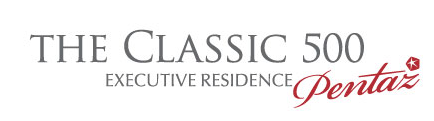 THE CLASSIC 500
EXECUTIVE RESIDENCE Pentaz